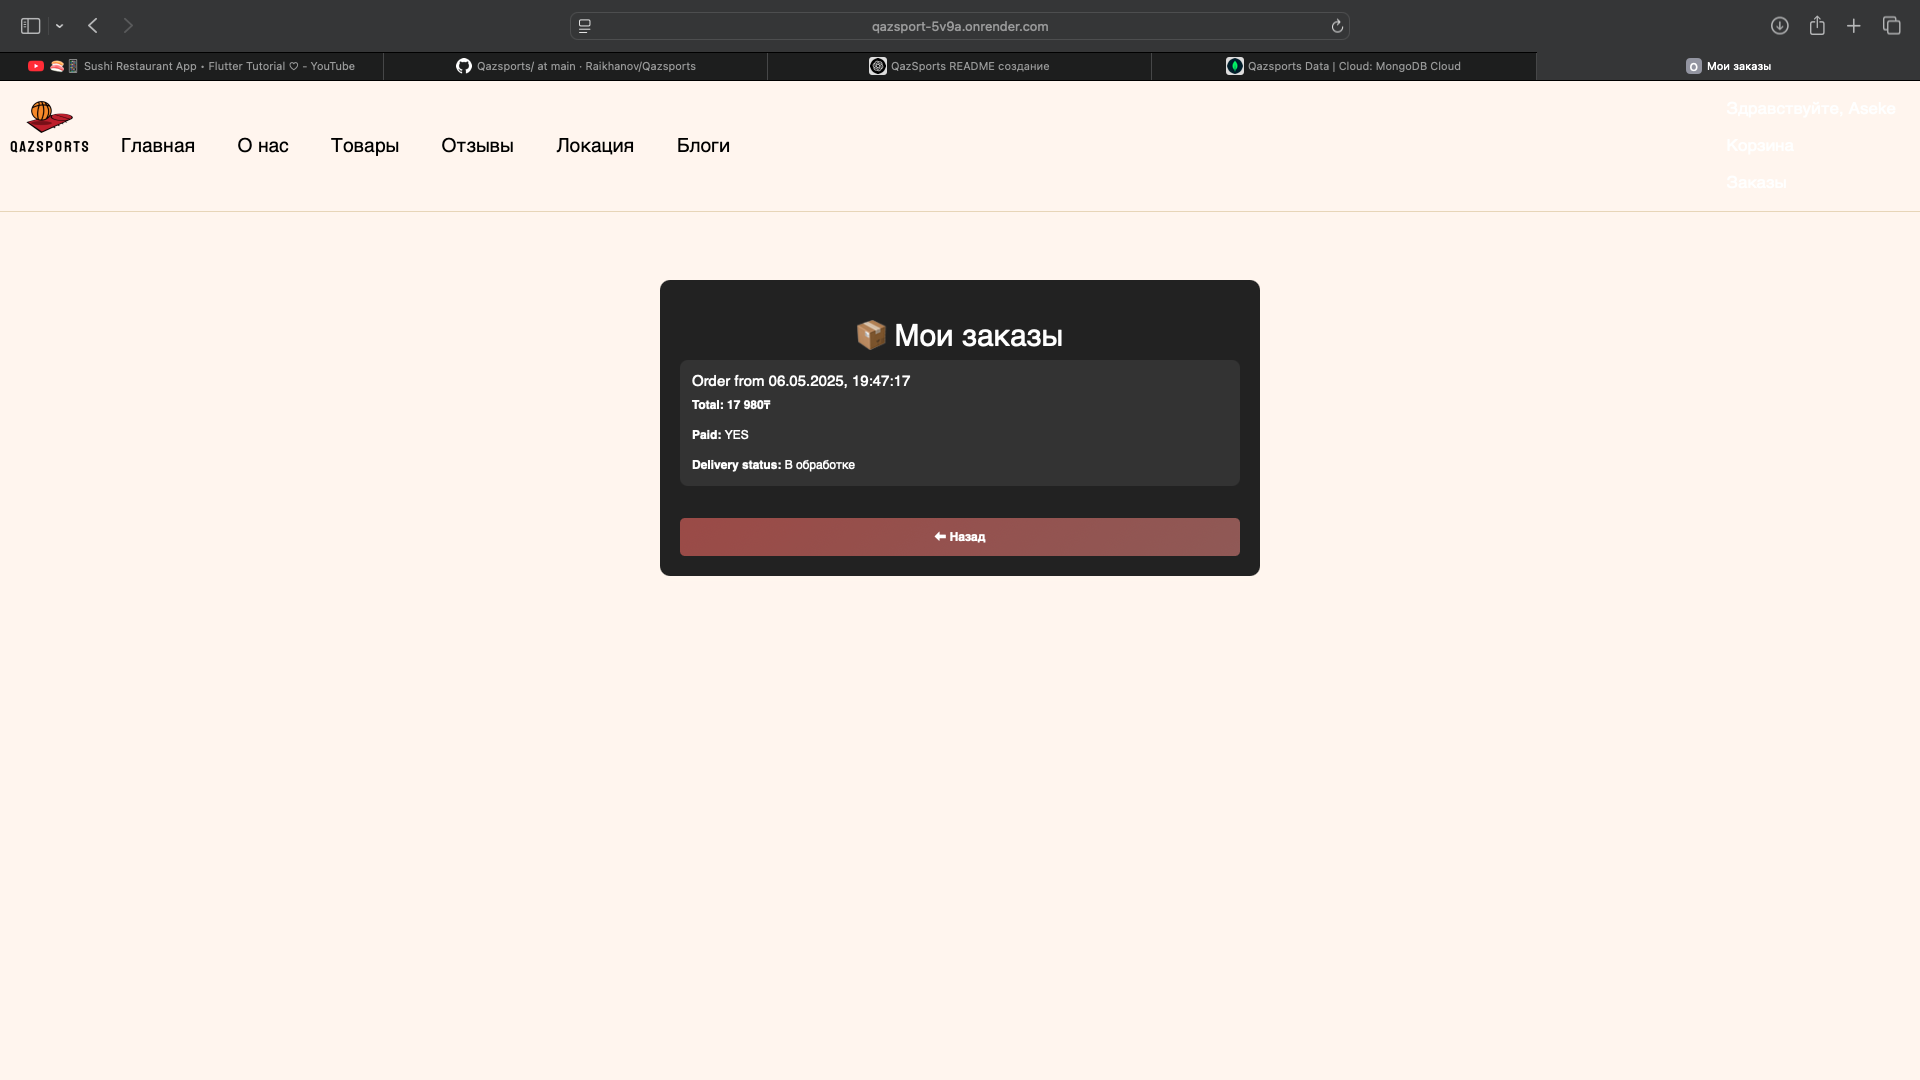 qazsport-5v9a.onrender.com
Sushi Restaurant App • Flutter Tutorial ♡ - YouTube
Qazsports/ at main · Raikhanov/Qazsports
QazSports README создание
Qazsports Data | Cloud: MongoDB Cloud
O Мои заказы
QAZSPORTS
Главная
О нас
Товары
Отзывы
Локация
Блоги
Здравствуйте, Aseke
Корзина
Заказы
📦 Мои заказы
Order from 06.05.2025, 19:47:17
Total: 17 980₸
Paid: YES
Delivery status: В обработке
⬅ Назад